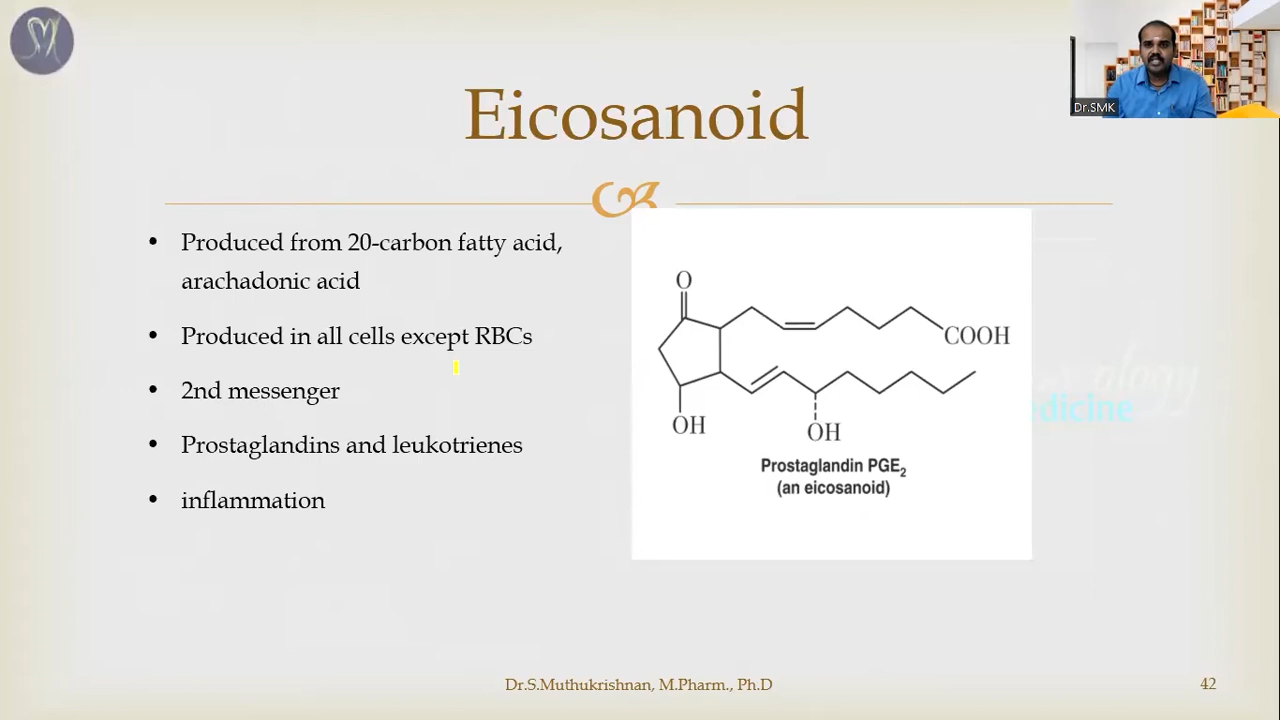 Dr.SMK
Eicosanoid
• Produced from 20-carbon fatty acid,
arachadonic acid
• Produced in all cells except RBCs
• 2nd messenger
• Prostaglandins and leukotrienes
• inflammation
O
COOH
OH
OH
Prostaglandin PGE2
(an eicosanoid)
Dr.S.Muthukrishnan, M.Pharm., Ph.D
42